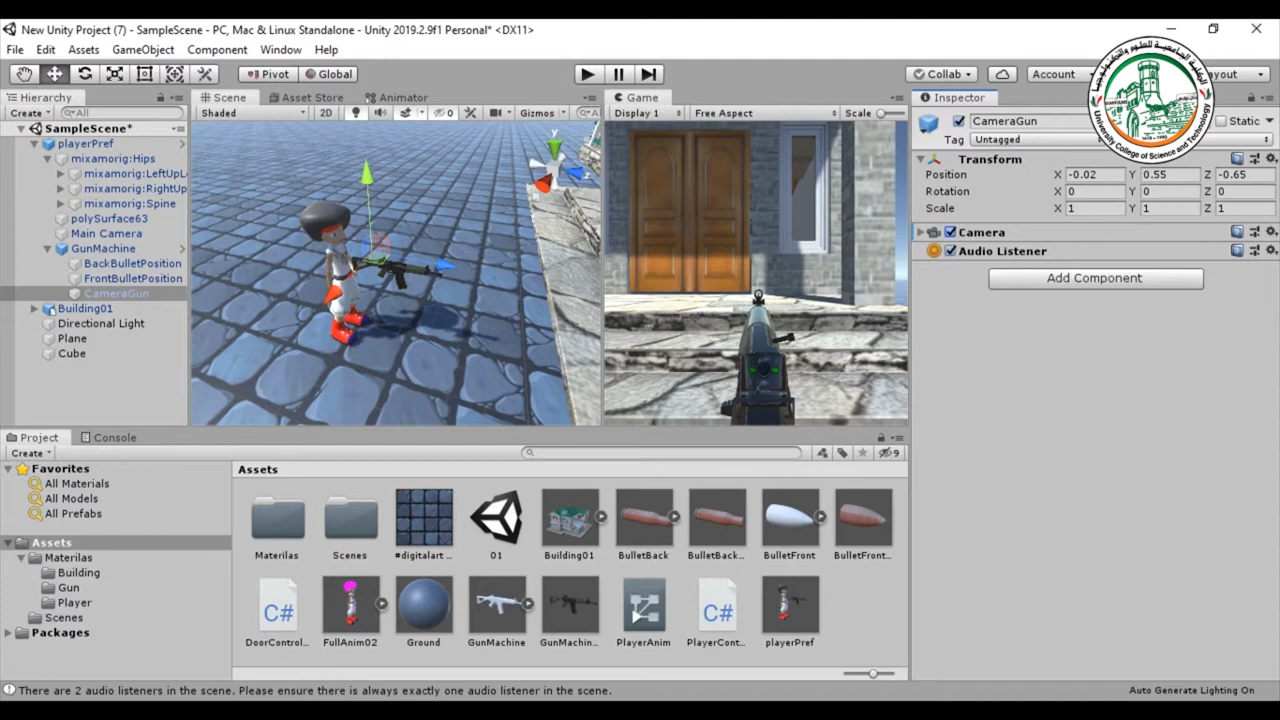 New Unity Project (7) - SampleScene - PC, Mac & Linux Standalone - Unity 2019.2.9f1 Personal* <DX11>
File Edit Assets GameObject Component Window Help
Pivot Global Collab Account
Hierarchy
Create All
SampleScene*
playerPref
mixamorig:Hips
mixamorig:LeftUpL
mixamorig:RightUp
mixamorig:Spine
polySurface63
Main Camera
GunMachine
BackBulletPosition
FrontBulletPosition
CameraGun
Building01
Directional Light
Plane
Cube
Scene Asset Store Animator
Shaded 2D 0 Gizmos All
y
x
z
Game
Display 1 Free Aspect Scale
Inspector
CameraGun Static
Tag Untagged
Transform
Position X -0.02 Y 0.55 Z -0.65
Rotation X 0 Y 0 Z 0
Scale X 1 Y 1 Z 1
Camera
Audio Listener
Add Component
University College of Science and Technology
Project Console
Create 9
Favorites
All Materials
All Models
All Prefabs
Assets
Materilas
Building
Gun
Player
Scenes
Packages
Assets
Materilas Scenes #digitalart ... 01 Building01 BulletBack BulletBack... BulletFront BulletFront...
C# C#
DoorControl... FullAnim02 Ground GunMachine GunMachin... PlayerAnim PlayerCont... playerPref
There are 2 audio listeners in the scene. Please ensure there is always exactly one audio listener in the scene.
Auto Generate Lighting On